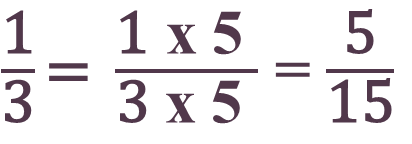 1/3 = 1 x 5 / 3 x 5 = 5/15